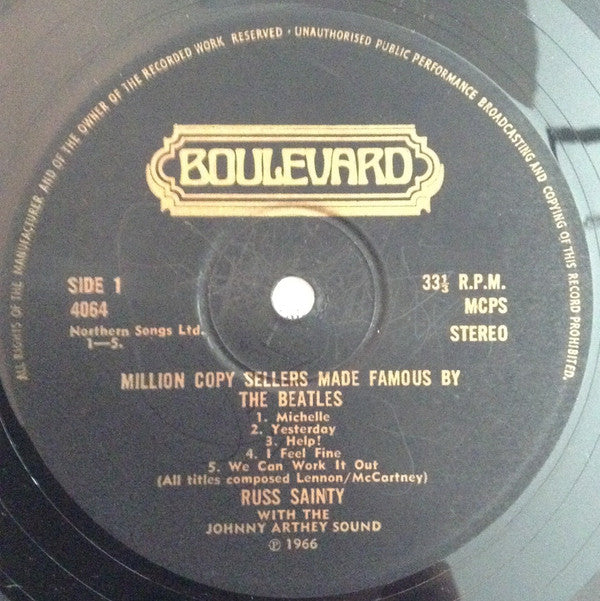 ALL RIGHTS OF THE MANUFACTURER AND OF THE OWNER OF THE RECORDED WORK RESERVED · UNAUTHORISED PUBLIC PERFORMANCE BROADCASTING AND COPYING OF THIS RECORD PROHIBITED.
BOULEVARD
SIDE 1
4064
Northern Songs Ltd.
1—5.
33⅓ R.P.M.
MCPS
STEREO
MILLION COPY SELLERS MADE FAMOUS BY
THE BEATLES
1. Michelle
2. Yesterday
3. Help!
4. I Feel Fine
5. We Can Work It Out
(All titles composed Lennon/McCartney)
RUSS SAINTY
WITH THE
JOHNNY ARTHEY SOUND
℗ 1966